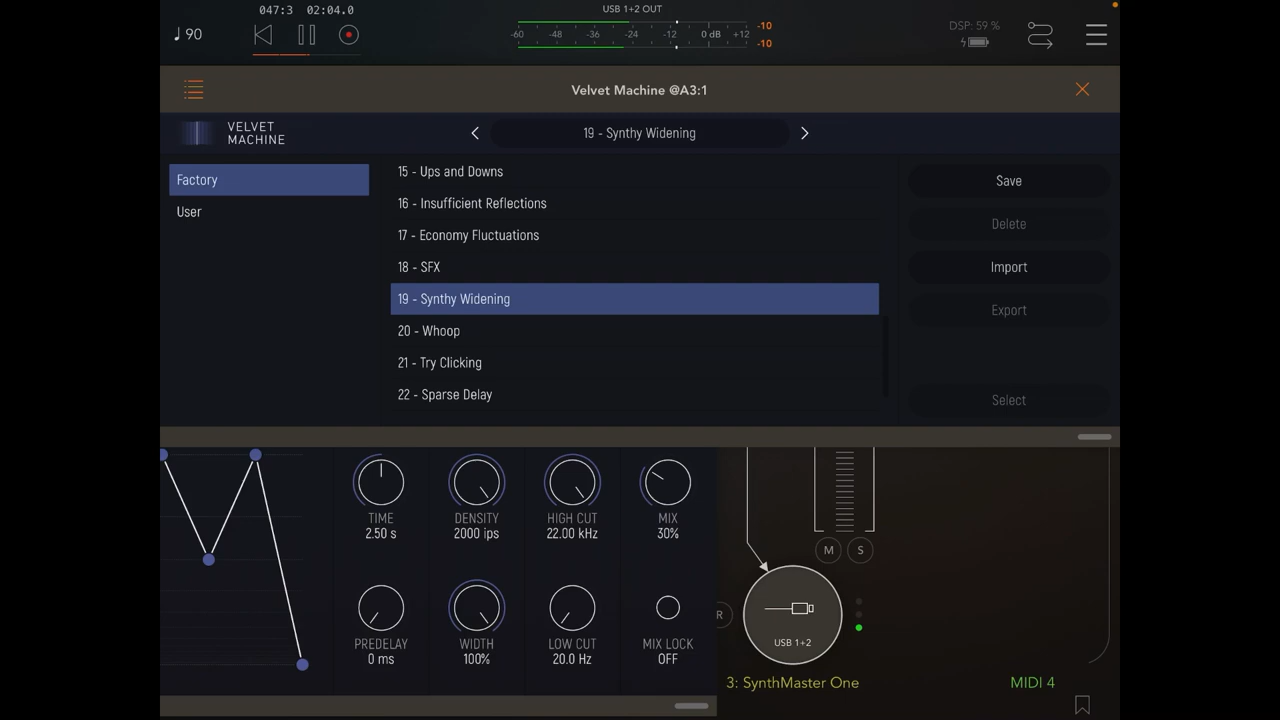 047:3 02:04.0
USB 1+2 OUT
♩ 90
-60 -48 -36 -24 -12 0 dB +12
-10
-10
DSP: 59 %
Velvet Machine @A3:1
VELVET
MACHINE
19 - Synthy Widening
Factory
User
15 - Ups and Downs
16 - Insufficient Reflections
17 - Economy Fluctuations
18 - SFX
19 - Synthy Widening
20 - Whoop
21 - Try Clicking
22 - Sparse Delay
Save
Delete
Import
Export
Select
TIME
2.50 s
DENSITY
2000 ips
HIGH CUT
22.00 kHz
MIX
30%
PREDELAY
0 ms
WIDTH
100%
LOW CUT
20.0 Hz
MIX LOCK
OFF
M S
R
USB 1+2
3: SynthMaster One
MIDI 4